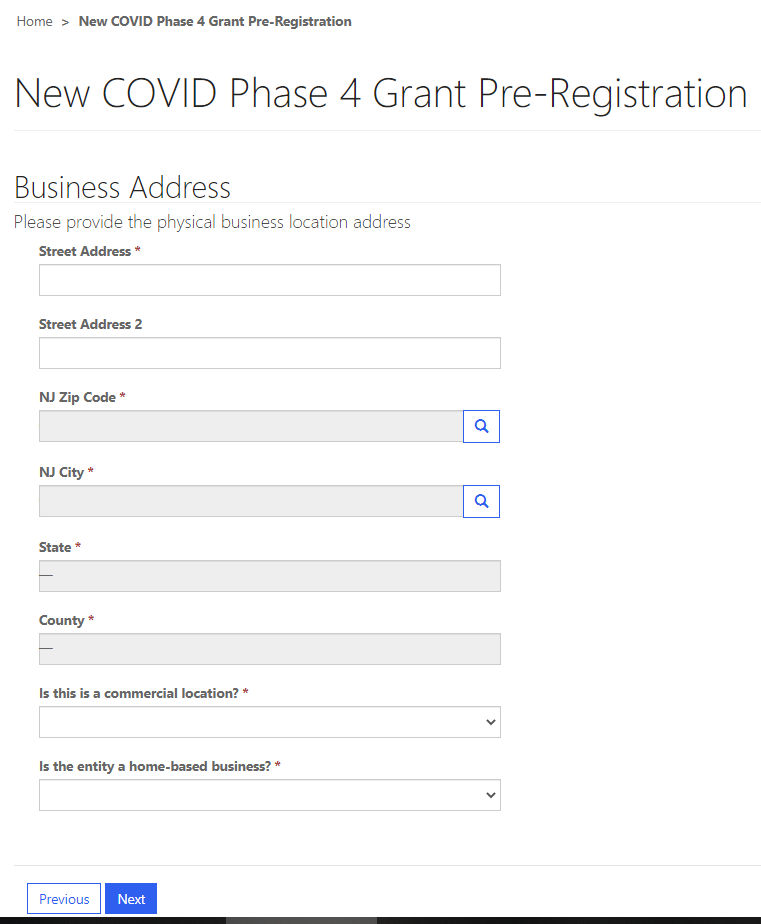 Home > New COVID Phase 4 Grant Pre-Registration
New COVID Phase 4 Grant Pre-Registration
Business Address
Please provide the physical business location address
Street Address *
Street Address 2
NJ Zip Code *
NJ City *
State *
—
County *
—
Is this is a commercial location? *
Is the entity a home-based business? *
Previous Next